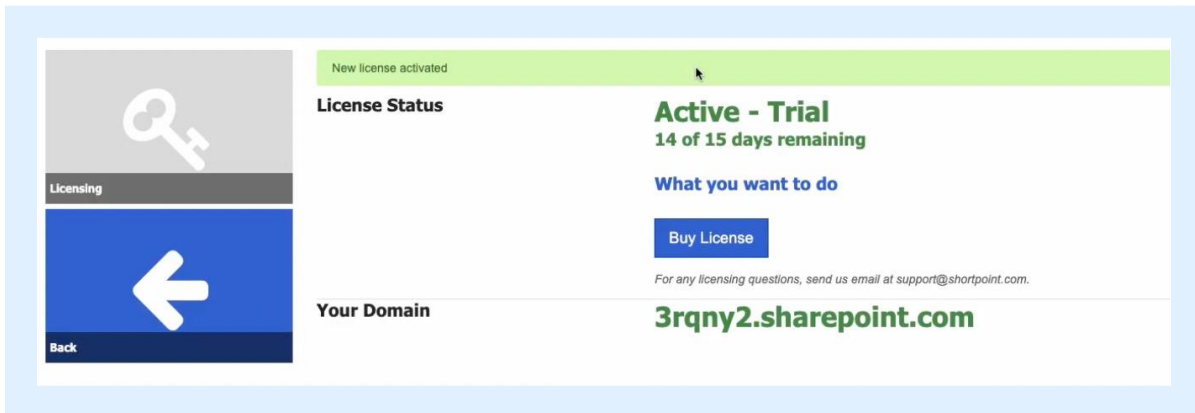 New license activated
License Status
Active - Trial
14 of 15 days remaining
What you want to do
Buy License
For any licensing questions, send us email at support@shortpoint.com.
Your Domain
3rqny2.sharepoint.com
Licensing
Back